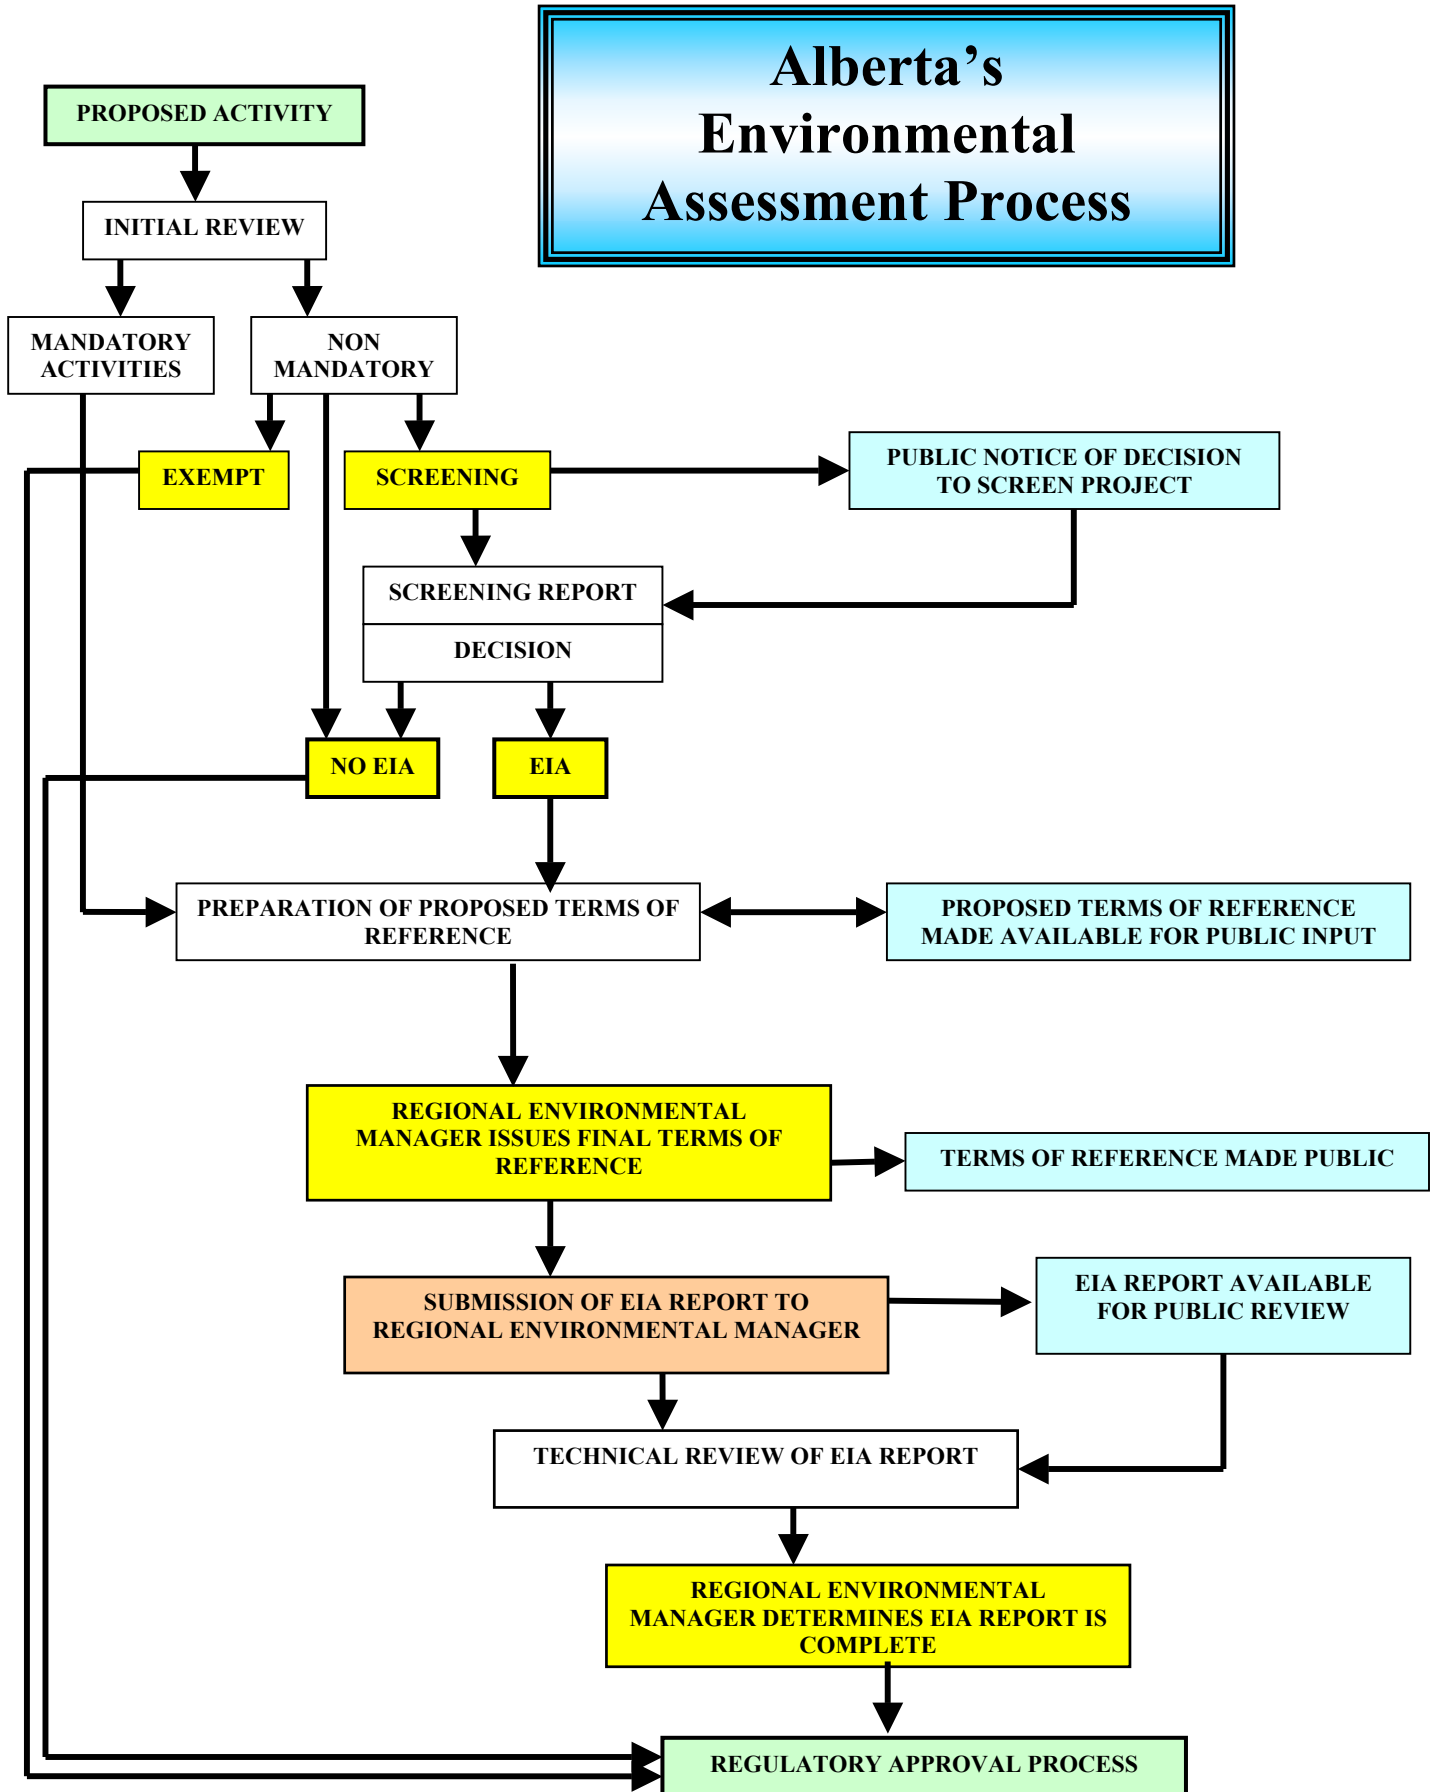 Alberta's
Environmental
Assessment Process
PROPOSED ACTIVITY
INITIAL REVIEW
MANDATORY
ACTIVITIES
NON
MANDATORY
EXEMPT
SCREENING
PUBLIC NOTICE OF DECISION
TO SCREEN PROJECT
SCREENING REPORT
DECISION
NO EIA
EIA
PREPARATION OF PROPOSED TERMS OF
REFERENCE
PROPOSED TERMS OF REFERENCE
MADE AVAILABLE FOR PUBLIC INPUT
REGIONAL ENVIRONMENTAL
MANAGER ISSUES FINAL TERMS OF
REFERENCE
TERMS OF REFERENCE MADE PUBLIC
SUBMISSION OF EIA REPORT TO
REGIONAL ENVIRONMENTAL MANAGER
EIA REPORT AVAILABLE
FOR PUBLIC REVIEW
TECHNICAL REVIEW OF EIA REPORT
REGIONAL ENVIRONMENTAL
MANAGER DETERMINES EIA REPORT IS
COMPLETE
REGULATORY APPROVAL PROCESS